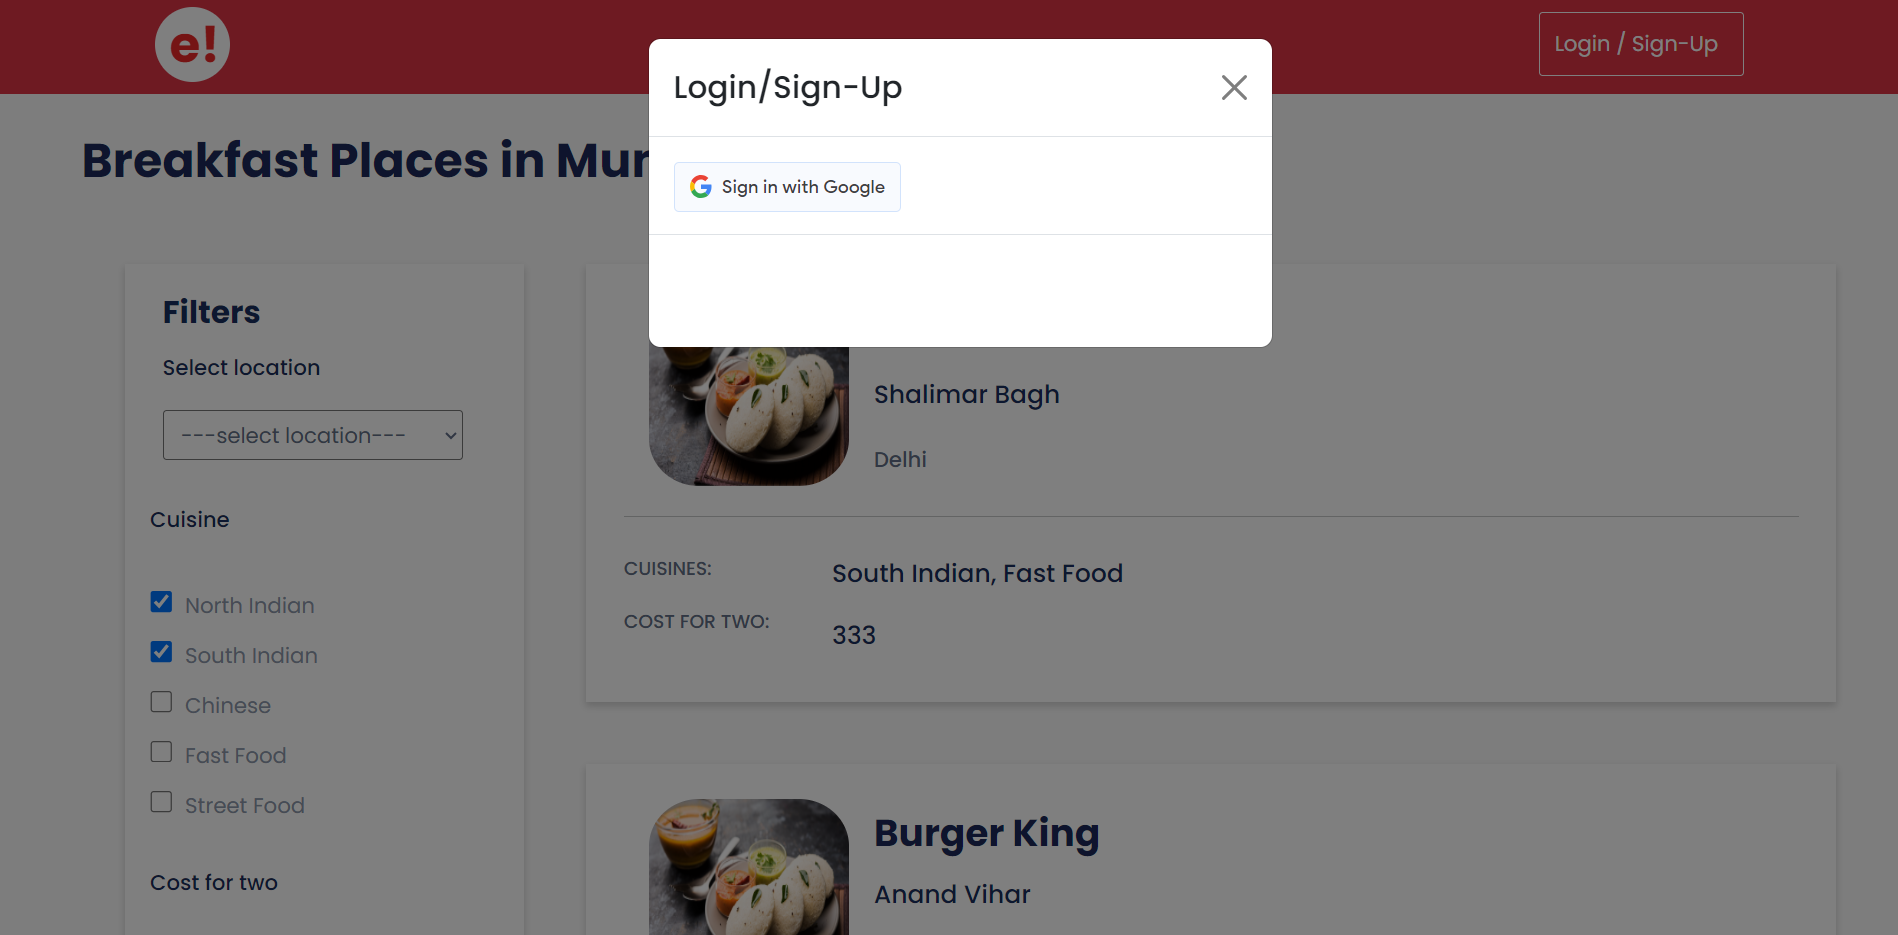 e!
Login / Sign-Up
Login/Sign-Up
Sign in with Google
Breakfast Places in
Filters
Select location
---select location---
Cuisine
North Indian
South Indian
Chinese
Fast Food
Street Food
Cost for two
Shalimar Bagh
Delhi
CUISINES:
South Indian, Fast Food
COST FOR TWO:
333
Burger King
Anand Vihar